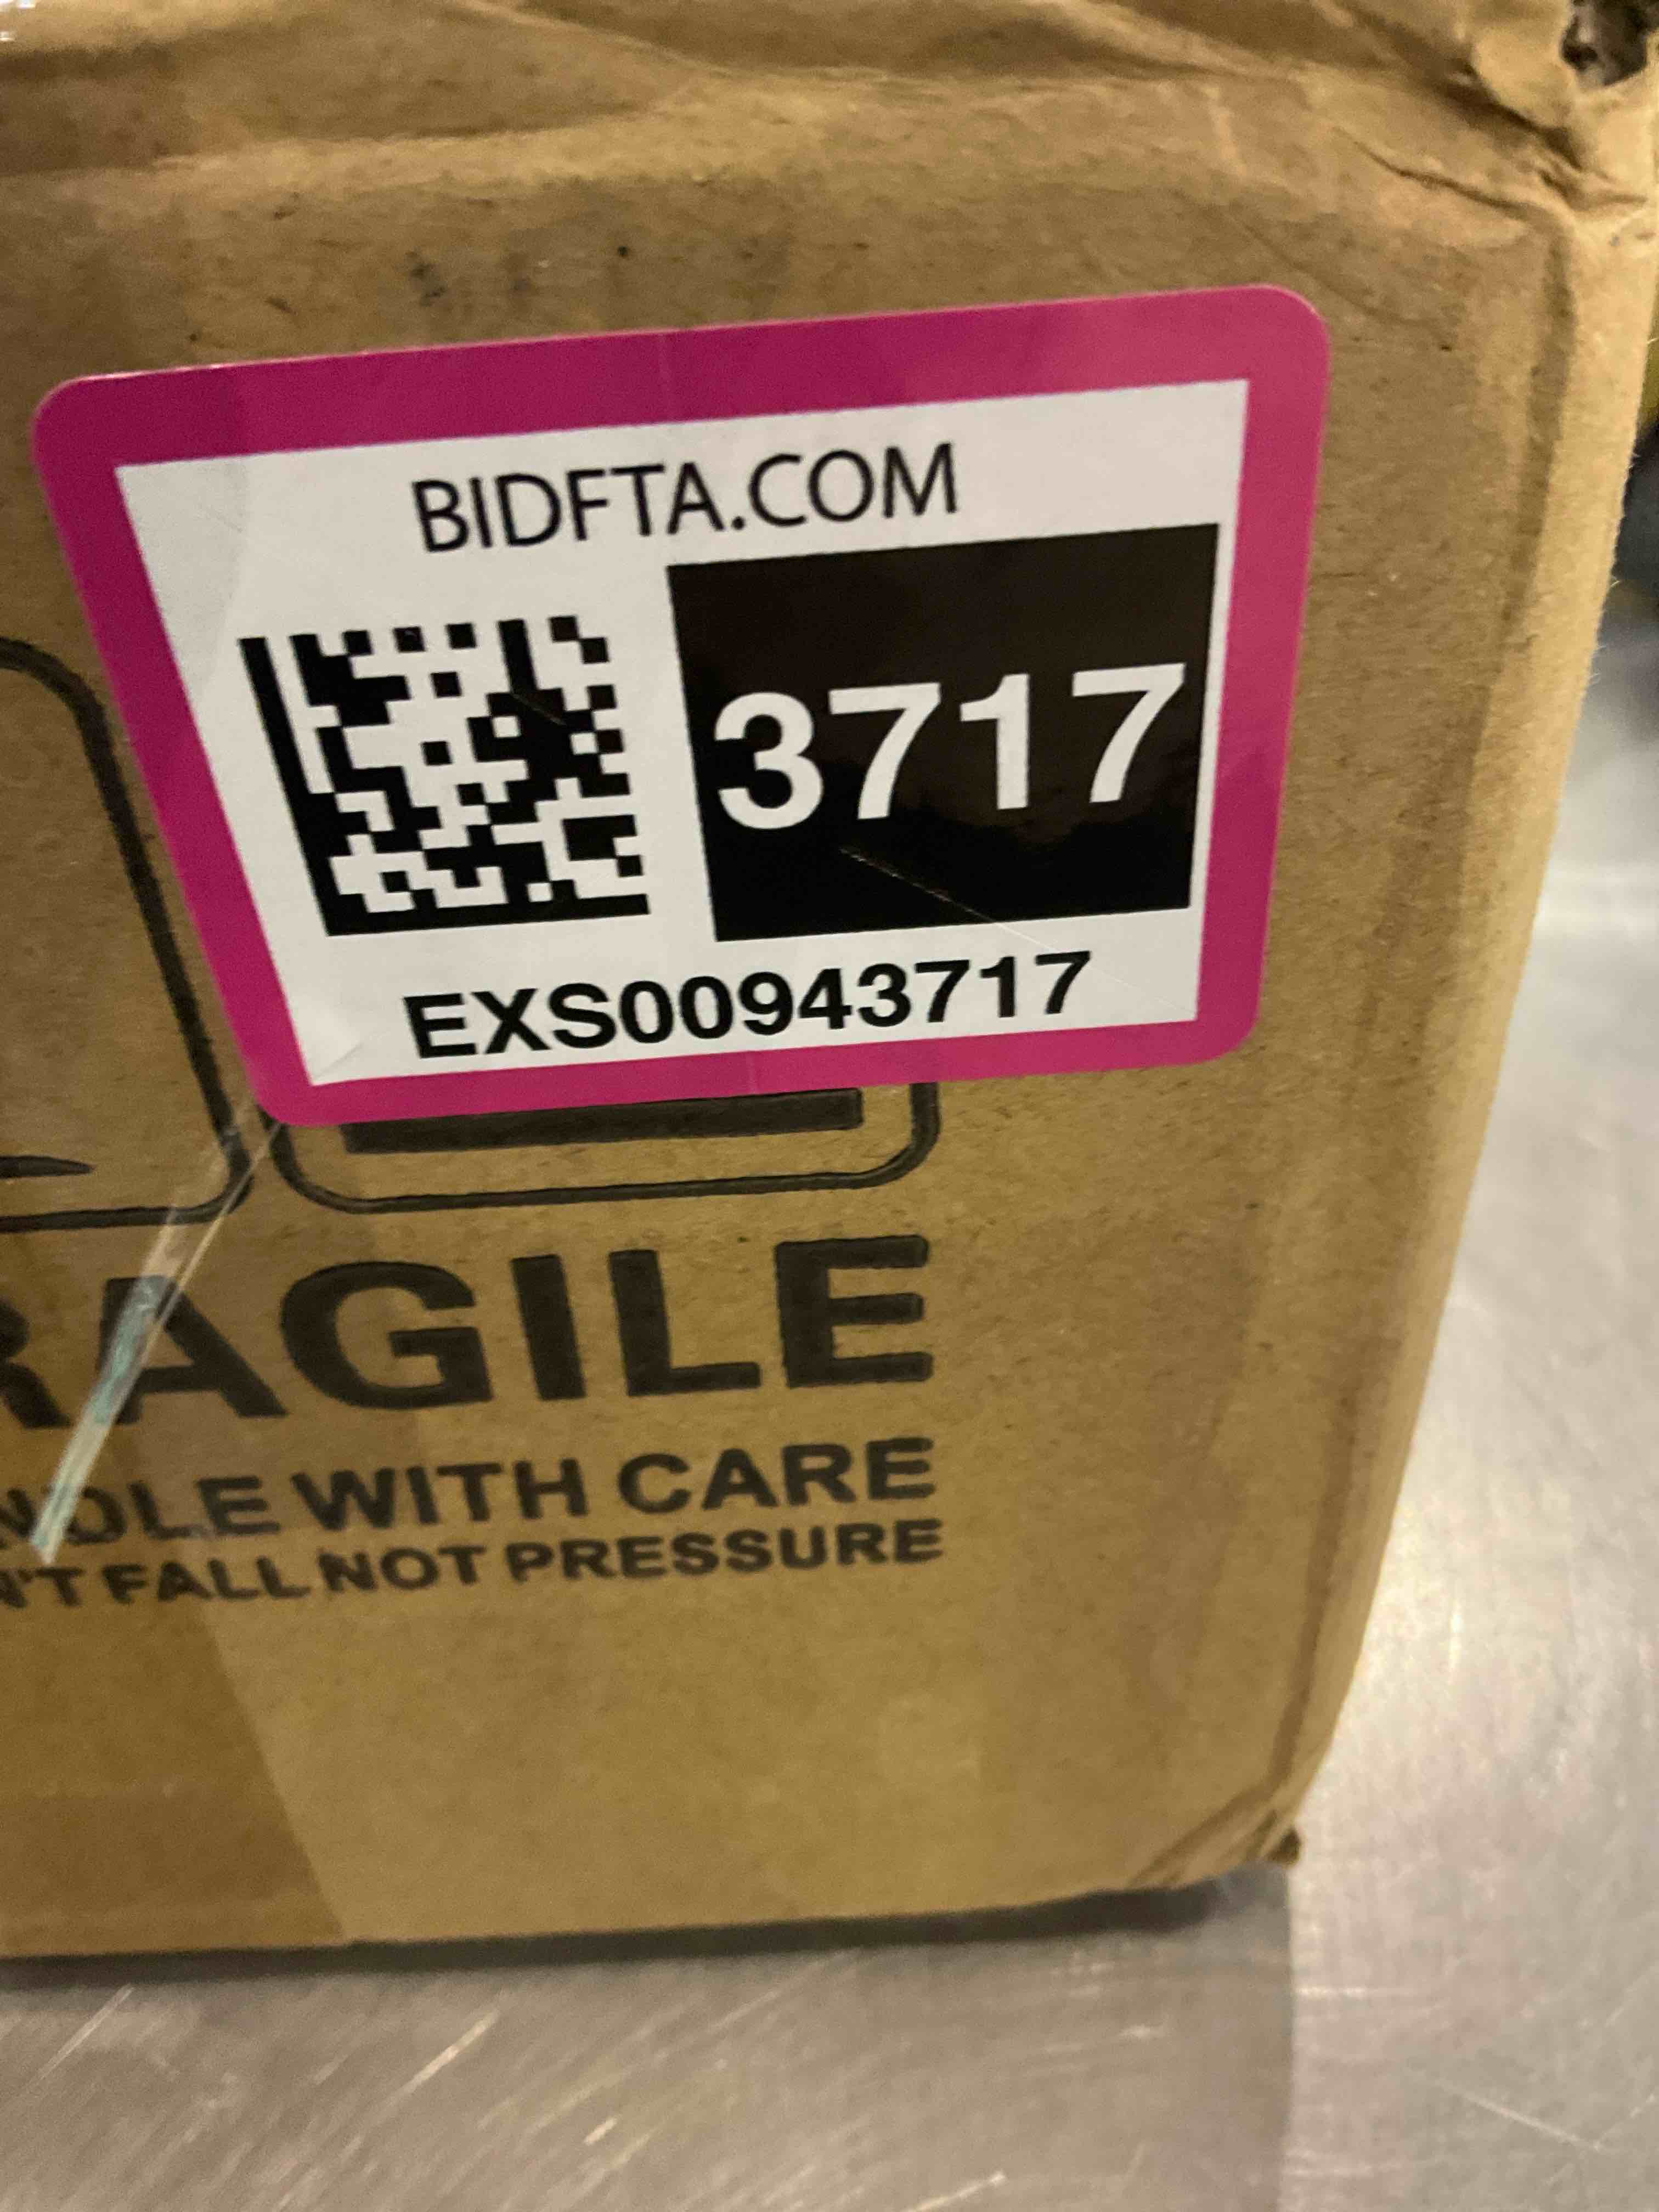 BIDFTA.COM
3717
EXS00943717
RAGILE
NDLE WITH CARE
N'T FALL NOT PRESSURE